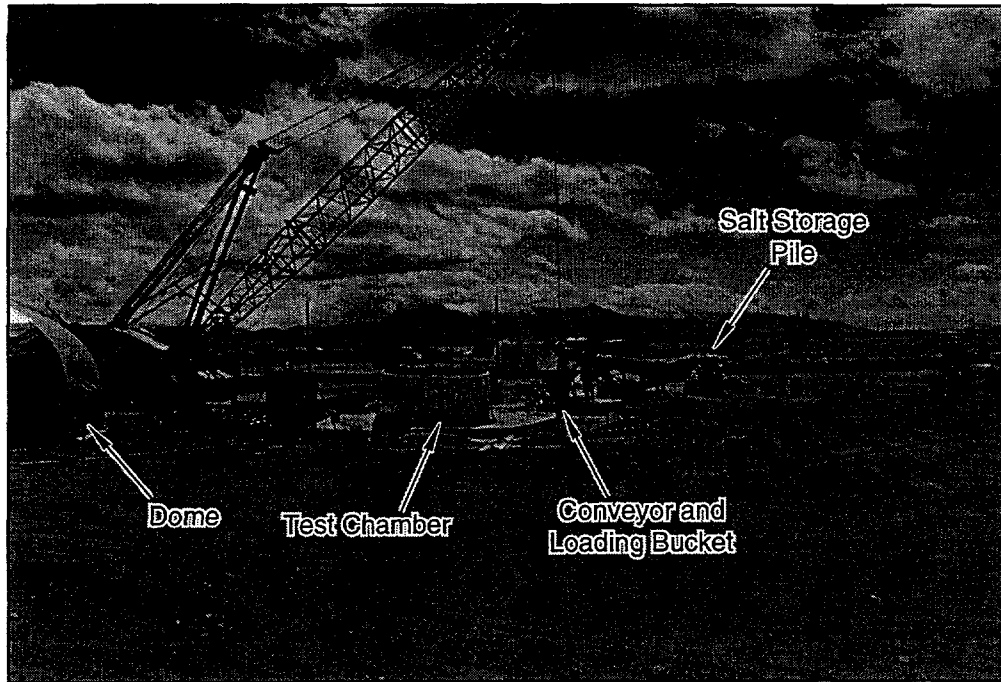 Salt Storage
Pile
Dome
Test Chamber
Conveyor and
Loading Bucket